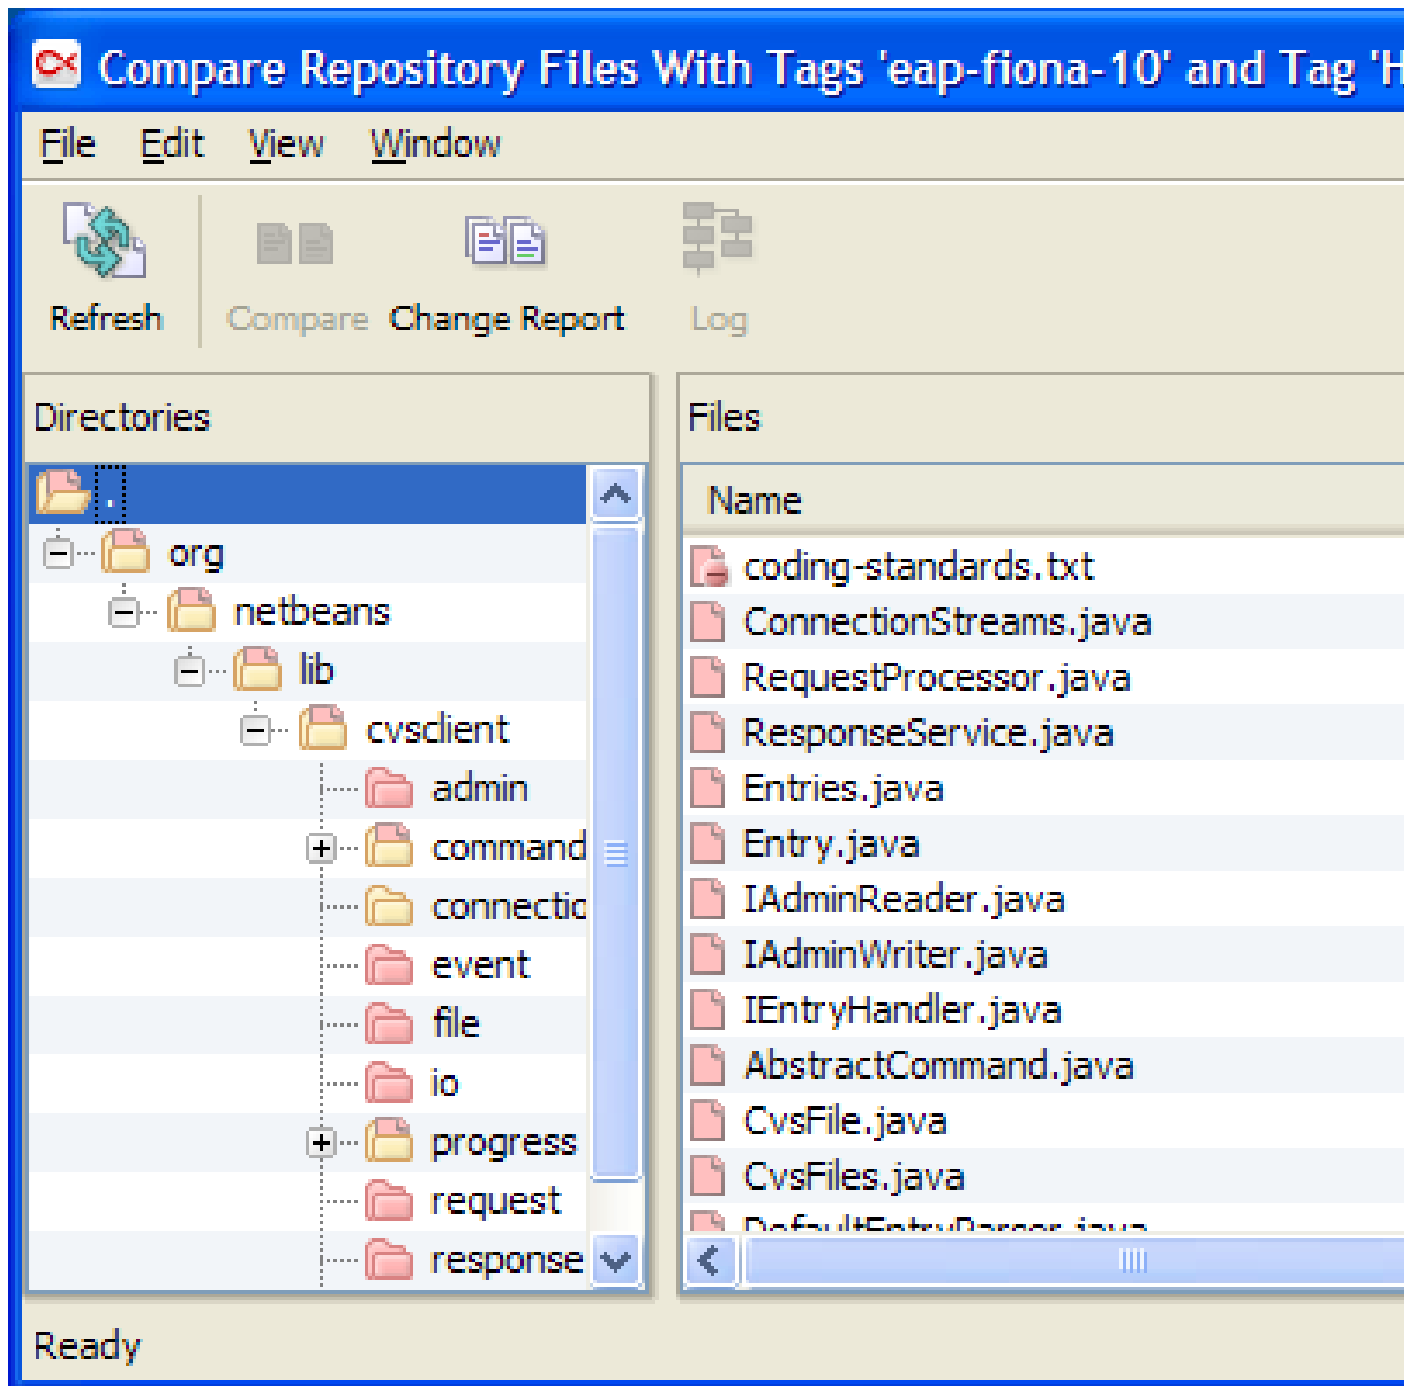 Compare Repository Files With Tags 'eap-fiona-10' and Tag 'H
File Edit View Window
Refresh Compare Change Report Log
Directories
.
org
netbeans
lib
cvsclient
admin
command
connectio
event
file
io
progress
request
response
Files
Name
coding-standards.txt
ConnectionStreams.java
RequestProcessor.java
ResponseService.java
Entries.java
Entry.java
IAdminReader.java
IAdminWriter.java
IEntryHandler.java
AbstractCommand.java
CvsFile.java
CvsFiles.java
DefaultEntryParser.java
Ready